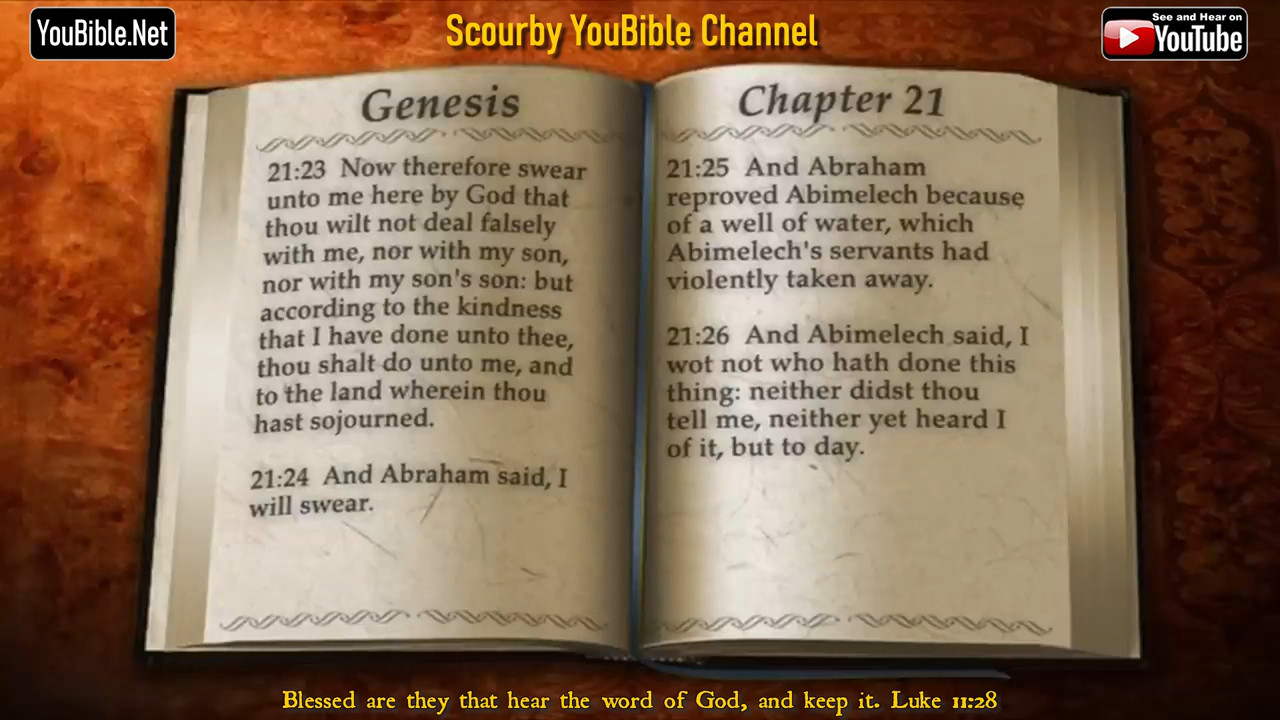 YouBible.Net
Scourby YouBible Channel
See and Hear on
YouTube
Genesis
21:23 Now therefore swear
unto me here by God that
thou wilt not deal falsely
with me, nor with my son,
nor with my son's son: but
according to the kindness
that I have done unto thee,
thou shalt do unto me, and
to the land wherein thou
hast sojourned.
21:24 And Abraham said, I
will swear.
Chapter 21
21:25 And Abraham
reproved Abimelech because
of a well of water, which
Abimelech's servants had
violently taken away.
21:26 And Abimelech said, I
wot not who hath done this
thing: neither didst thou
tell me, neither yet heard I
of it, but to day.
Blessed are they that hear the word of God, and keep it. Luke 11:28